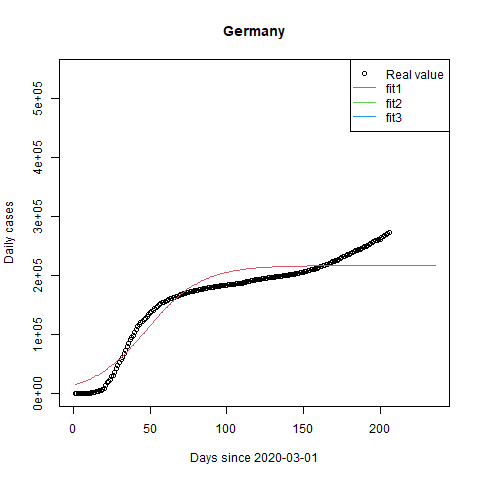 Germany
Real value
fit1
fit2
fit3
Daily cases
0e+00
1e+05
2e+05
3e+05
4e+05
5e+05
0 50 100 150 200
Days since 2020-03-01